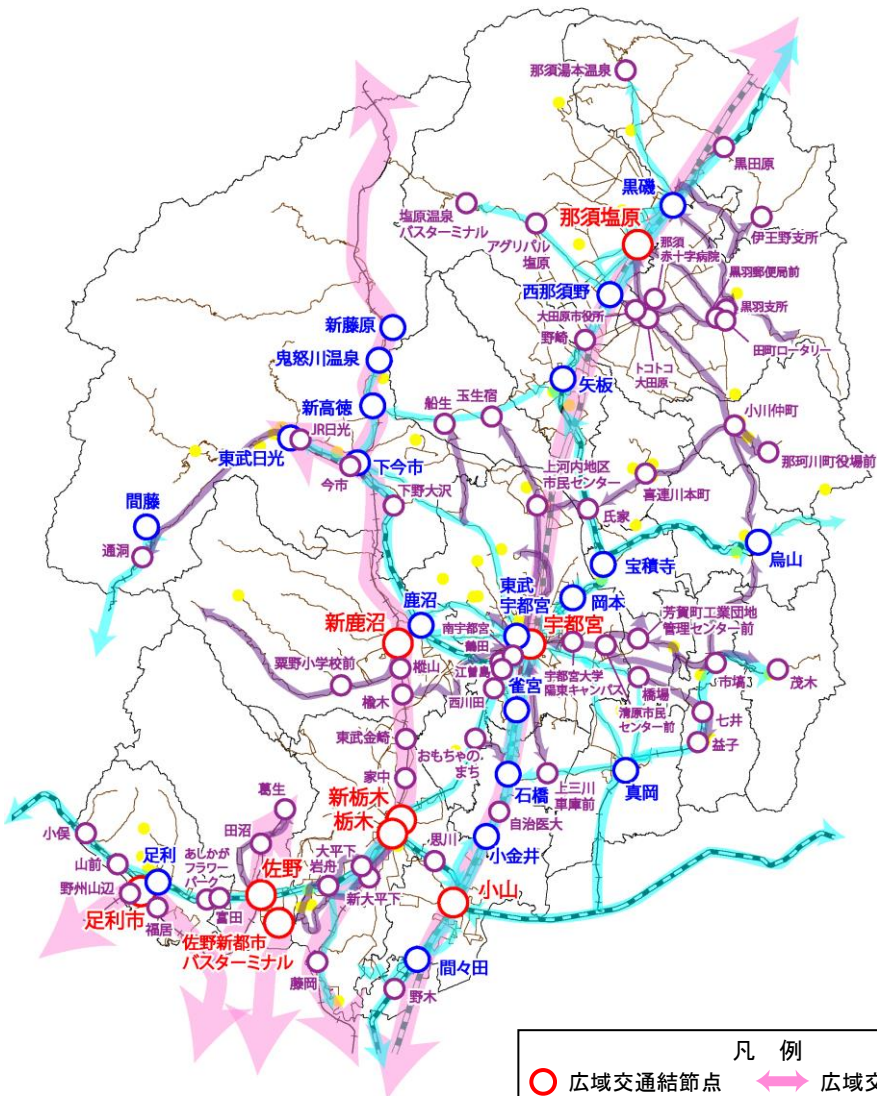 那須湯本温泉
黒田原
黒磯
塩原温泉
バスターミナル
アグリパル
塩原
那須塩原
那須
赤十字病院
伊王野支所
黒羽郵便局前
西那須野
大田原市役所
黒羽支所
田町ロータリー
野崎
トコトコ
大田原
新藤原
鬼怒川温泉
矢板
新高徳
船生
玉生宿
小川仲町
JR日光
東武日光
下今市
今市
上河内地区
市民センター
那珂川町役場前
喜連川本町
下野大沢
氏家
間藤
通洞
宝積寺
烏山
岡本
東武
宇都宮
鹿沼
新鹿沼
南宇都宮
宇都宮
鶴田
芳賀町工業団地
管理センター前
粟野小学校前
樅山
江曽島
宇都宮大学
陽東キャンパス
市塙
茂木
楡木
西川田
雀宮
橋場
清原市民
センター前
七井
益子
東武金崎
おもちゃの
まち
家中
石橋
上三川
車庫前
真岡
葛生
新栃木
栃木
自治医大
小金井
田沼
小俣
山前
足利
あしかが
フラワー
パーク
佐野
大平下
岩舟
思川
野州山辺
小山
足利市
福居
富田
新大平下
佐野新都市
バスターミナル
間々田
藤岡
野木
凡 例
広域交通結節点
広域交